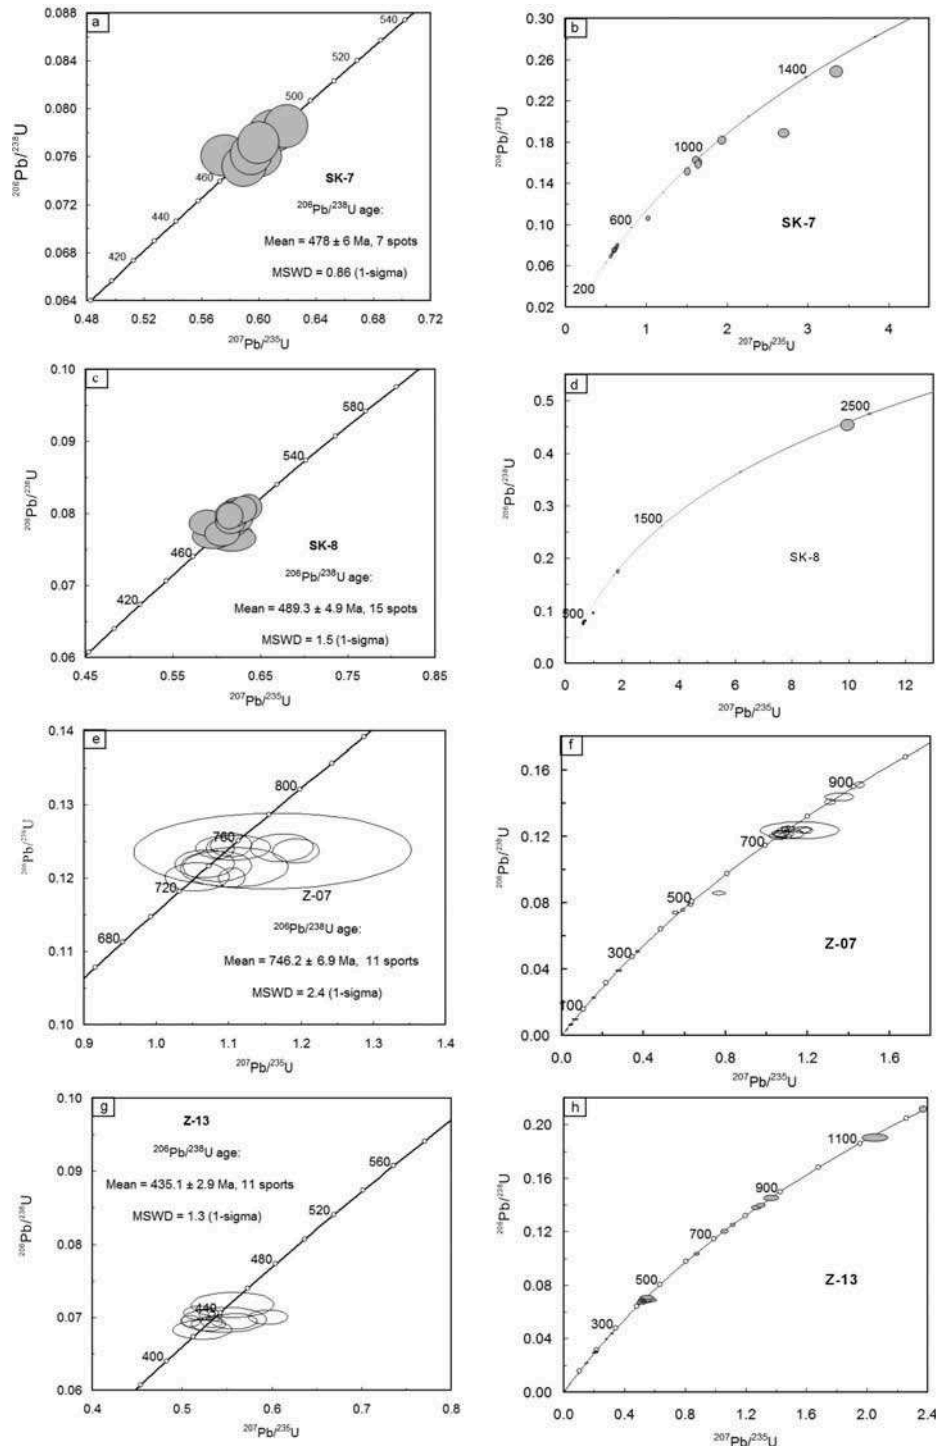 a
0.088
0.084
0.080
0.076
0.072
0.068
0.064
0.48
0.52
0.56
0.60
0.64
0.68
0.72
420
440
460
500
520
540
SK-7
206Pb/238U age:
Mean = 478 ± 6 Ma, 7 spots
MSWD = 0.86 (1-sigma)
206Pb/238U
207Pb/235U
b
0.30
0.26
0.22
0.18
0.14
0.10
0.06
0.02
0
1
2
3
4
200
600
1000
1400
SK-7
206Pb/238U
207Pb/235U
c
0.10
0.09
0.08
0.07
0.06
0.45
0.55
0.65
0.75
0.85
420
460
540
580
SK-8
206Pb/238U age:
Mean = 489.3 ± 4.9 Ma, 15 spots
MSWD = 1.5 (1-sigma)
206Pb/238U
207Pb/235U
d
0.5
0.4
0.3
0.2
0.1
0.0
0
2
4
6
8
10
12
500
1500
2500
SK-8
206Pb/238U
207Pb/235U
e
0.14
0.13
0.12
0.11
0.10
0.9
1.0
1.1
1.2
1.3
1.4
680
720
760
800
Z-07
206Pb/238U age:
Mean = 746.2 ± 6.9 Ma, 11 sports
MSWD = 2.4 (1-sigma)
206Pb/238U
207Pb/235U
f
0.16
0.12
0.08
0.04
0.00
0.0
0.4
0.8
1.2
1.6
100
300
500
700
900
Z-07
206Pb/238U
207Pb/235U
g
0.10
0.09
0.08
0.07
0.06
0.4
0.5
0.6
0.7
0.8
400
440
480
520
560
Z-13
206Pb/238U age:
Mean = 435.1 ± 2.9 Ma, 11 sports
MSWD = 1.3 (1-sigma)
206Pb/238U
207Pb/235U
h
0.20
0.16
0.12
0.08
0.04
0.00
0.0
0.4
0.8
1.2
1.6
2.0
2.4
300
500
700
900
1100
Z-13
206Pb/238U
207Pb/235U